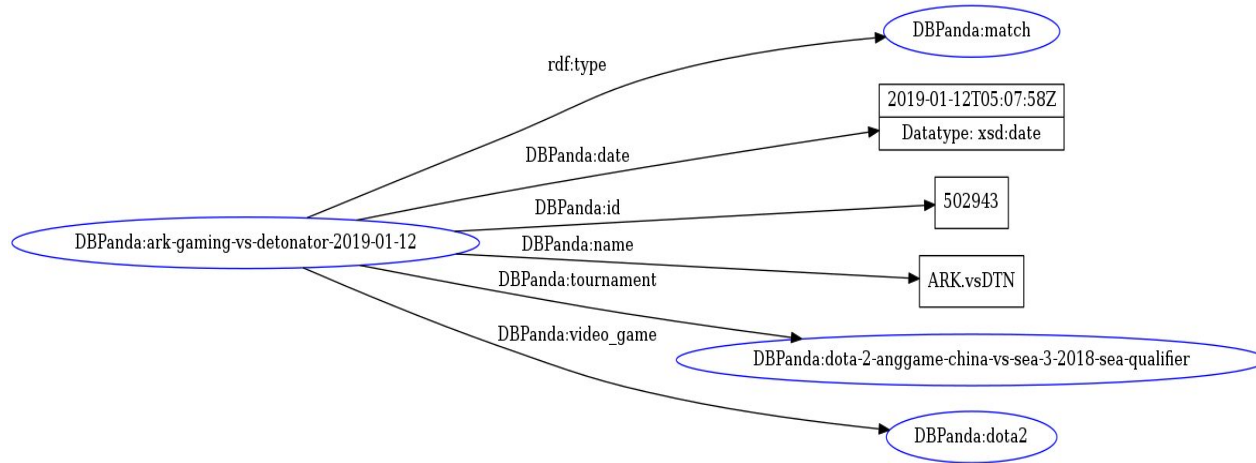 DBPanda:match
rdf:type
2019-01-12T05:07:58Z
Datatype: xsd:date
DBPanda:date
DBPanda:id
502943
DBPanda:ark-gaming-vs-detonator-2019-01-12
DBPanda:name
ARK.vsDTN
DBPanda:tournament
DBPanda:video_game
DBPanda:dota-2-anggame-china-vs-sea-3-2018-sea-qualifier
DBPanda:dota2